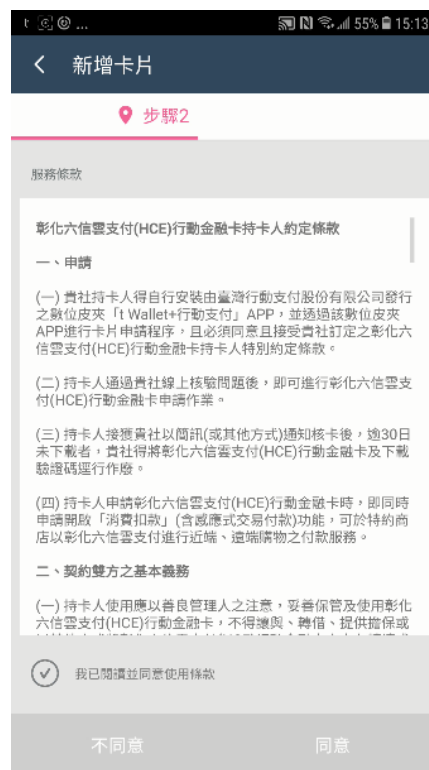 t ...
55% 15:13
新增卡片
步驟2
服務條款
彰化六信雲支付(HCE)行動金融卡持卡人約定條款
一、申請
(一) 貴社持卡人得自行安裝由臺灣行動支付股份有限公司發行
之數位皮夾「t Wallet+行動支付」APP，並透過該數位皮夾
APP進行卡片申請程序，且必須同意且接受貴社訂定之彰化六
信雲支付(HCE)行動金融卡持卡人特別約定條款。
(二) 持卡人通過貴社線上核驗問題後，即可進行彰化六信雲支
付(HCE)行動金融卡申請作業。
(三) 持卡人接獲貴社以簡訊(或其他方式)通知核卡後，逾30日
未下載者，貴社得將彰化六信雲支付(HCE)行動金融卡及下載
驗證碼逕行作廢。
(四) 持卡人申請彰化六信雲支付(HCE)行動金融卡時，即同時
申請開啟「消費扣款」(含感應式交易付款)功能，可於特約商
店以彰化六信雲支付進行近端、遠端購物之付款服務。
二、契約雙方之基本義務
(一) 持卡人使用應以善良管理人之注意，妥善保管及使用彰化
六信雲支付(HCE)行動金融卡，不得讓與、轉借、提供擔保或
我已閱讀並同意使用條款
不同意
同意